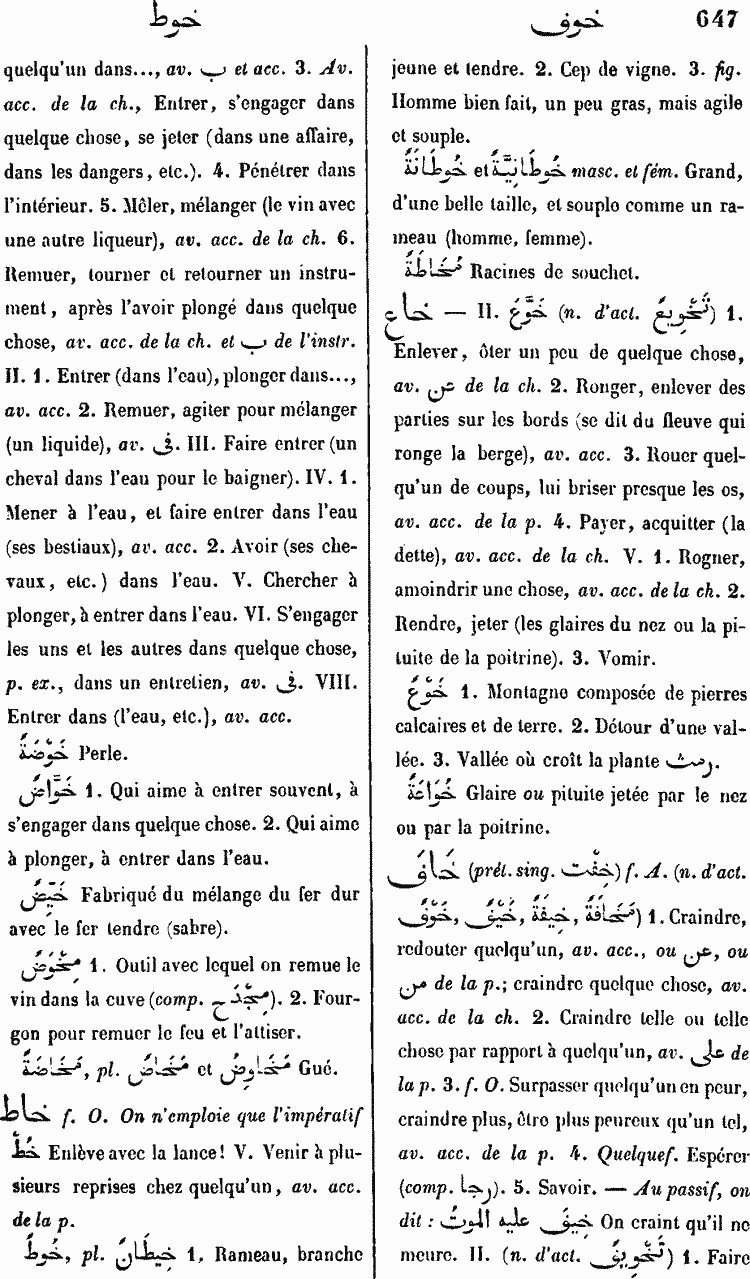 خوط
خوف
647
quelqu'un dans..., av. ب et acc. 3. Av.
acc. de la ch., Entrer, s'engager dans
quelque chose, se jeter (dans une affaire,
dans les dangers, etc.). 4. Pénétrer dans
l'intérieur. 5. Mêler, mélanger (le vin avec
une autre liqueur), av. acc. de la ch. 6.
Remuer, tourner et retourner un instru-
ment, après l'avoir plongé dans quelque
chose, av. acc. de la ch. et ب de l'instr.
II. 1. Entrer (dans l'eau), plonger dans...,
av. acc. 2. Remuer, agiter pour mélanger
(un liquide), av. فى. III. Faire entrer (un
cheval dans l'eau pour le baigner). IV. 1.
Mener à l'eau, et faire entrer dans l'eau
(ses bestiaux), av. acc. 2. Avoir (ses che-
vaux, etc.) dans l'eau. V. Chercher à
plonger, à entrer dans l'eau. VI. S'engager
les uns et les autres dans quelque chose,
p. ex., dans un entretien, av. فى. VIII.
Entrer dans (l'eau, etc.), av. acc.
خَوْضَةٌ Perle.
خَوَّاضٌ 1. Qui aime à entrer souvent, à
s'engager dans quelque chose. 2. Qui aime
à plonger, à entrer dans l'eau.
خَيِّضٌ Fabriqué du mélange du fer dur
avec le fer tendre (sabre).
مِخْوَضٌ 1. Outil avec lequel on remue le
vin dans la cuve (comp. مِجْدَح). 2. Four-
gon pour remuer le feu et l'attiser.
مَخَاضَةٌ, pl. مَخَاضٌ et مَخَاوِضُ Gué.
خاط f. O. On n'emploie que l'impératif
خُطْ Enlève avec la lance! V. Venir à plu-
sieurs reprises chez quelqu'un, av. acc.
de la p.
خُوطٌ, pl. خِيطَانٌ 1. Rameau, branche
jeune et tendre. 2. Cep de vigne. 3. fig.
Homme bien fait, un peu gras, mais agile
et souple.
خُوطَانَةٌ et خُوطَانِيَّةٌ masc. et fém. Grand,
d'une belle taille, et souple comme un ra-
meau (homme, femme).
مُخَاطَةٌ Racines de souchet.
خاع — II. خَوَّعَ (n. d'act. تَخْوِيعٌ) 1.
Enlever, ôter un peu de quelque chose,
av. عن de la ch. 2. Ronger, enlever des
parties sur les bords (se dit du fleuve qui
ronge la berge), av. acc. 3. Rouer quel-
qu'un de coups, lui briser presque les os,
av. acc. de la p. 4. Payer, acquitter (la
dette), av. acc. de la ch. V. 1. Rogner,
amoindrir une chose, av. acc. de la ch. 2.
Rendre, jeter (les glaires du nez ou la pi-
tuite de la poitrine). 3. Vomir.
خَوْعٌ 1. Montagne composée de pierres
calcaires et de terre. 2. Détour d'une val-
lée. 3. Vallée où croît la plante رمث.
خُوَاعَةٌ Glaire ou pituite jetée par le nez
ou par la poitrine.
خَافَ (prét. sing. خِفْت) f. A. (n. d'act.
خَوْفٌ, خَيْفٌ, خِيفَةٌ, مَخَافَةٌ) 1. Craindre,
redouter quelqu'un, av. acc., ou عن, ou
من de la p.; craindre quelque chose, av.
acc. de la ch. 2. Craindre telle ou telle
chose par rapport à quelqu'un, av. على de
la p. 3. f. O. Surpasser quelqu'un en peur,
craindre plus, être plus peureux qu'un tel,
av. acc. de la p. 4. Quelquef. Espérer
(comp. رجا). 5. Savoir. — Au passif, on
dit : خِيفَ عليه الموتُ On craint qu'il ne
meure. II. (n. d'act. تَخْوِيفٌ) 1. Faire